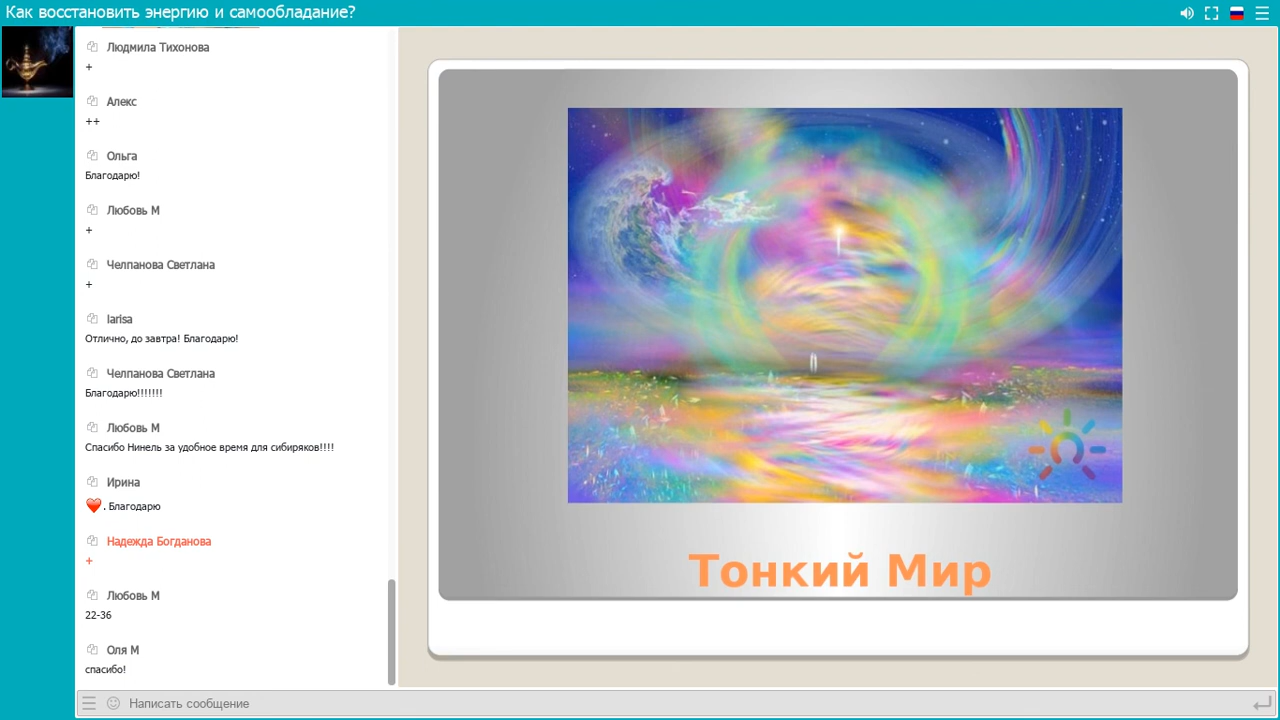 Как восстановить энергию и самообладание?
Людмила Тихонова
+
Алекс
++
Ольга
Благодарю!
Любовь М
+
Челпанова Светлана
+
larisa
Отлично, до завтра! Благодарю!
Челпанова Светлана
Благодарю!!!!!!!
Любовь М
Спасибо Нинель за удобное время для сибиряков!!!!
Ирина
. Благодарю
Надежда Богданова
+
Любовь М
22-36
Оля М
спасибо!
Написать сообщение
Тонкий Мир